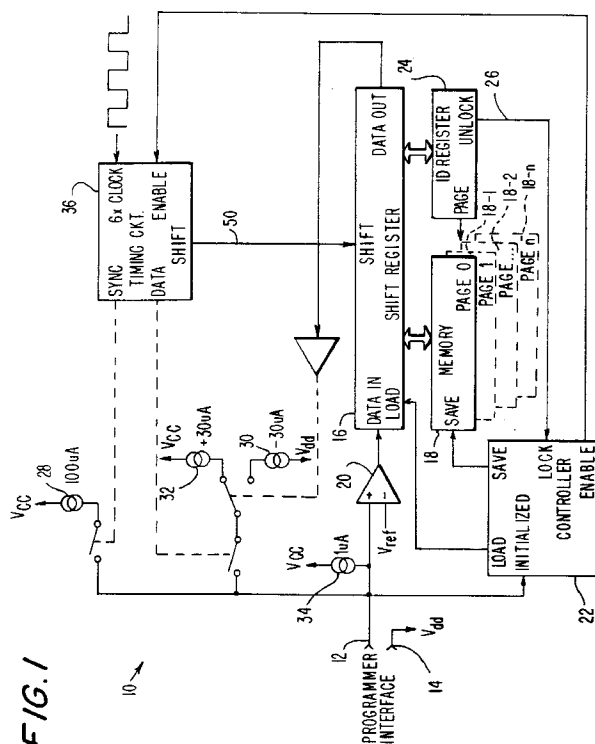 FIG. 1
10
36
SYNC
6x CLOCK
TIMING CKT.
DATA
ENABLE
SHIFT
50
28
VCC
100uA
VCC
+30uA
32
30
-30uA
Vdd
34
VCC
1uA
20
+
-
Vref
16
DATA IN
LOAD
SHIFT
SHIFT REGISTER
DATA OUT
24
ID REGISTER
PAGE
UNLOCK
26
18
MEMORY
SAVE
PAGE 0
PAGE 1
PAGE
PAGE n
18-1
18-2
18-n
LOAD
SAVE
INITIALIZED
LOCK
CONTROLLER
ENABLE
22
PROGRAMMER
INTERFACE
12
14
Vdd